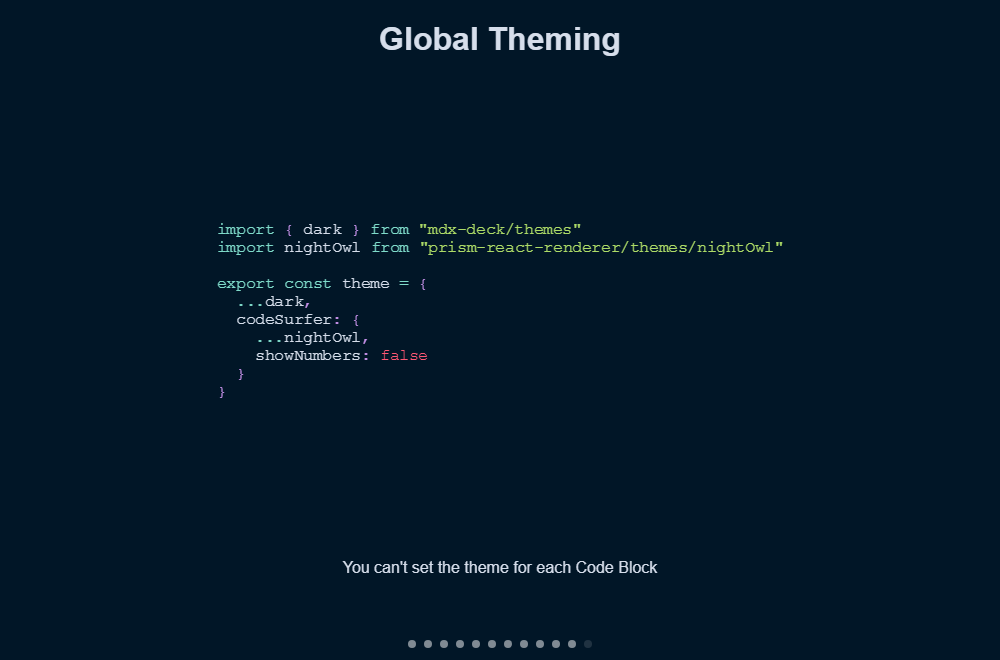 Global Theming
import { dark } from "mdx-deck/themes"
import nightOwl from "prism-react-renderer/themes/nightOwl"
export const theme = {
  ...dark,
  codeSurfer: {
    ...nightOwl,
    showNumbers: false
  }
}
You can't set the theme for each Code Block